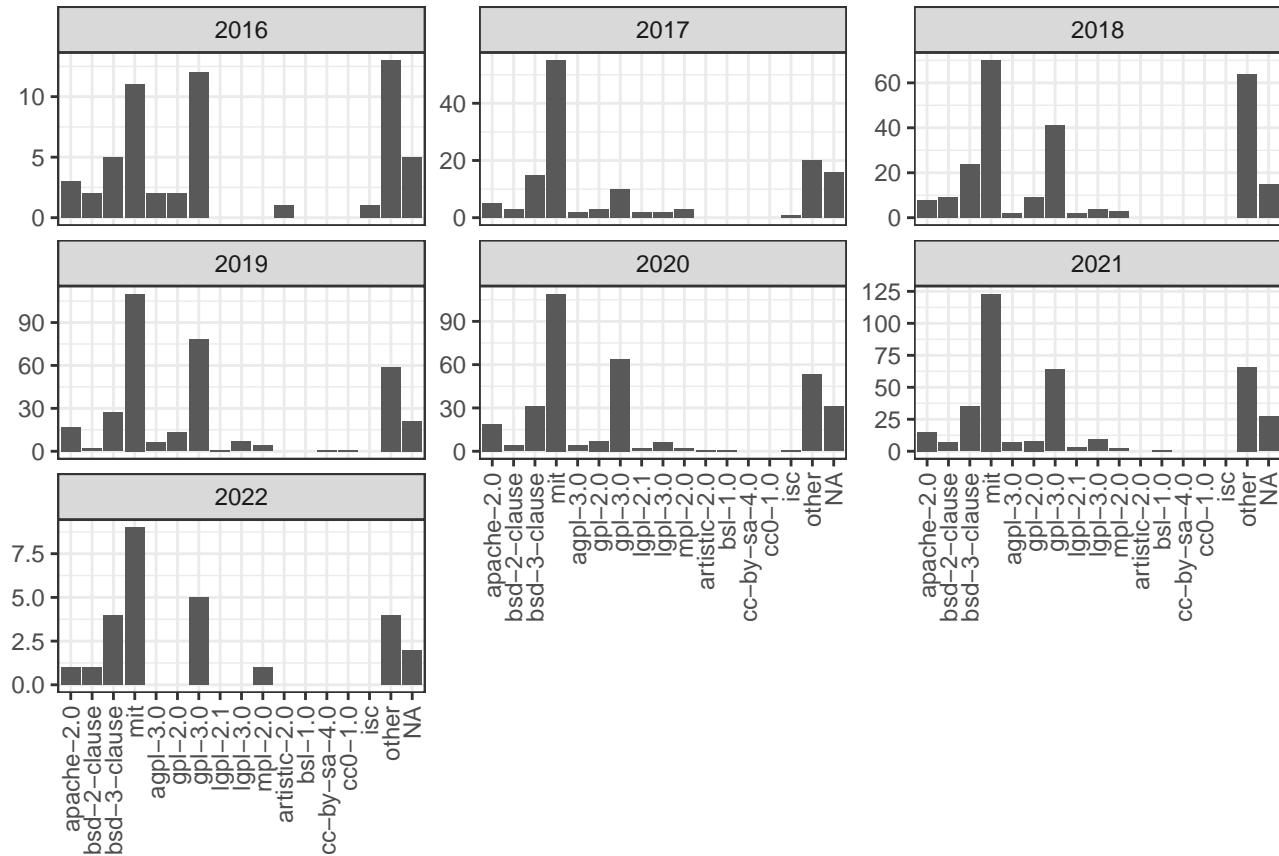 2016
2017
2018
10
5
0
40
20
0
60
40
20
0
2019
2020
2021
90
60
30
0
90
60
30
0
125
100
75
50
25
0
2022
7.5
5.0
2.5
0.0
apache−2.0
bsd−2−clause
bsd−3−clause
mit
agpl−3.0
gpl−2.0
gpl−3.0
lgpl−2.1
lgpl−3.0
mpl−2.0
artistic−2.0
bsl−1.0
cc−by−sa−4.0
cc0−1.0
isc
other
NA
apache−2.0
bsd−2−clause
bsd−3−clause
mit
agpl−3.0
gpl−2.0
gpl−3.0
lgpl−2.1
lgpl−3.0
mpl−2.0
artistic−2.0
bsl−1.0
cc−by−sa−4.0
cc0−1.0
isc
other
NA
apache−2.0
bsd−2−clause
bsd−3−clause
mit
agpl−3.0
gpl−2.0
gpl−3.0
lgpl−2.1
lgpl−3.0
mpl−2.0
artistic−2.0
bsl−1.0
cc−by−sa−4.0
cc0−1.0
isc
other
NA